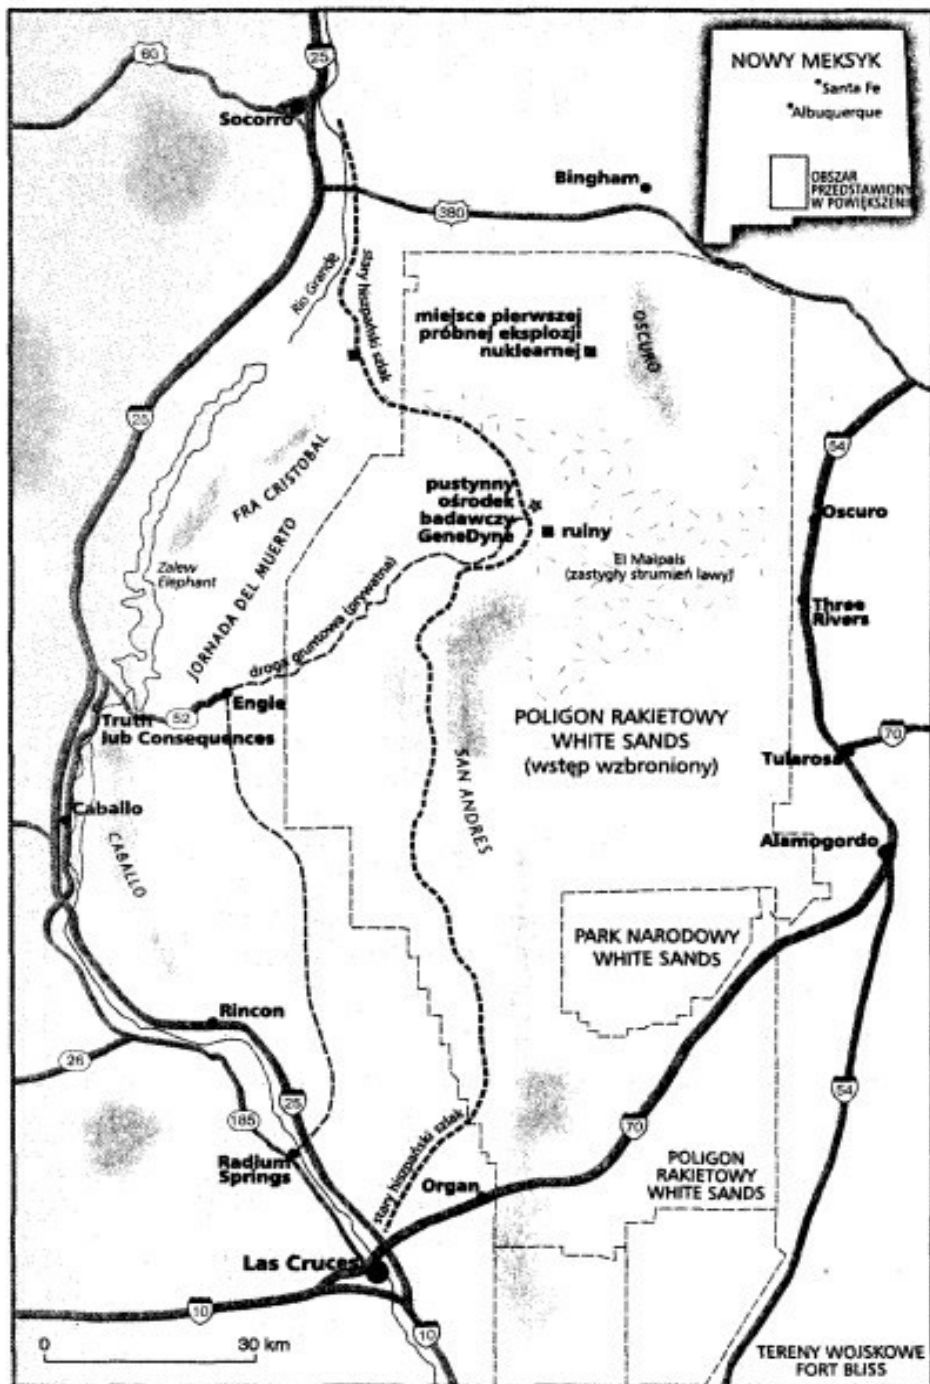 60
25
Socorro
NOWY MEKSYK
Santa Fe
Albuquerque
OBSZAR
PRZEDSTAWIONY
W POWIĘKSZENIU
Bingham
380
Rio Grande
stary hiszpański szlak
miejsce pierwszej
próbnej eksplozji
nuklearnej
OSCURO
25
54
FRA CRISTOBAL
pustynny
ośrodek
badawczy
GeneDyne
ruiny
Oscuro
El Malpais
(zastygły strumień lawy)
Zalew
Elephant
JORNADA DEL MUERTO
droga gruntowa (prywatna)
Three
Rivers
Engle
52
Truth
lub Consequences
POLIGON RAKIETOWY
WHITE SANDS
(wstęp wzbroniony)
70
Tularosa
SAN ANDRES
Caballo
CABALLO
Alamogordo
PARK NARODOWY
WHITE SANDS
Rincon
26
25
185
54
70
stary hiszpański szlak
Radium
Springs
Organ
POLIGON
RAKIETOWY
WHITE SANDS
Las Cruces
10
10
0 30 km
TERENY WOJSKOWE
FORT BLISS